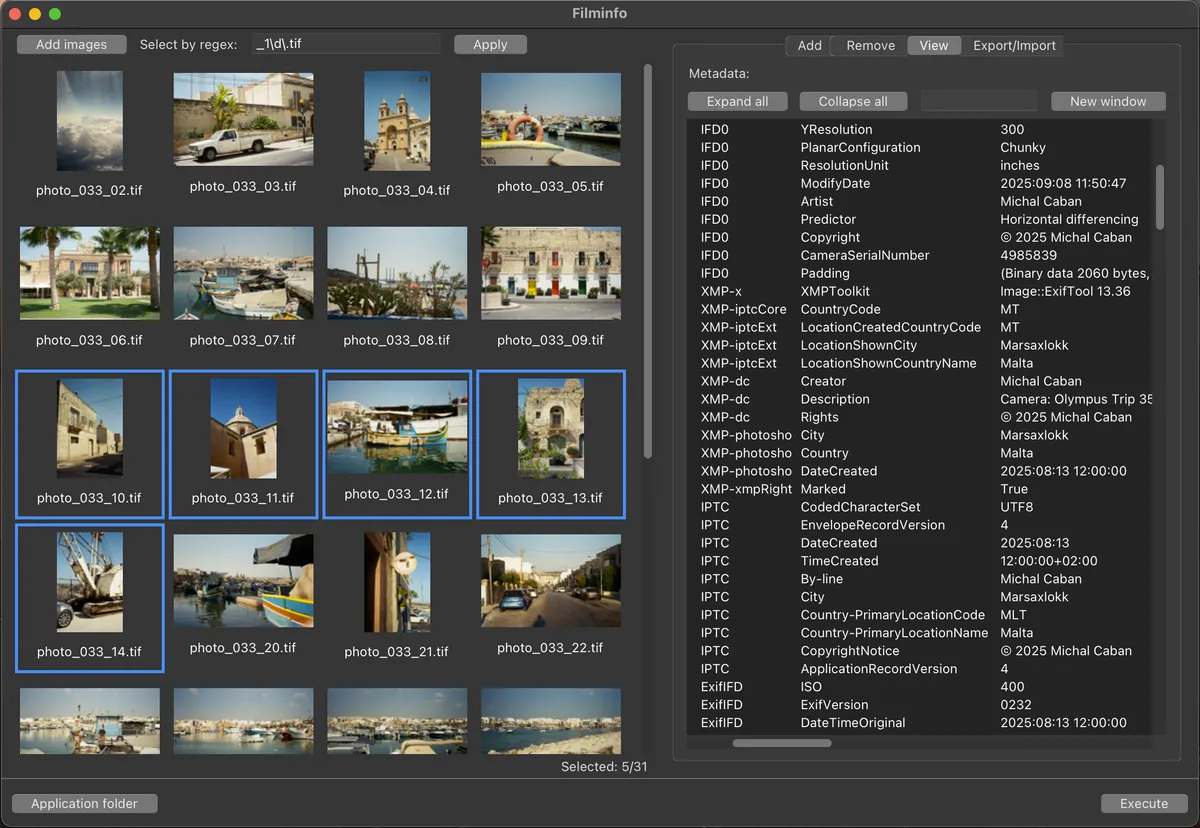 Filminfo
Add images Select by regex: _1\d\.tif Apply
photo_033_02.tif photo_033_03.tif photo_033_04.tif photo_033_05.tif
photo_033_06.tif photo_033_07.tif photo_033_08.tif photo_033_09.tif
photo_033_10.tif photo_033_11.tif photo_033_12.tif photo_033_13.tif
photo_033_14.tif photo_033_20.tif photo_033_21.tif photo_033_22.tif
Selected: 5/31
Add Remove View Export/Import
Metadata:
Expand all Collapse all New window
IFD0 YResolution 300
IFD0 PlanarConfiguration Chunky
IFD0 ResolutionUnit inches
IFD0 ModifyDate 2025:09:08 11:50:47
IFD0 Artist Michal Caban
IFD0 Predictor Horizontal differencing
IFD0 Copyright © 2025 Michal Caban
IFD0 CameraSerialNumber 4985839
IFD0 Padding (Binary data 2060 bytes,
XMP-x XMPToolkit Image::ExifTool 13.36
XMP-iptcCore CountryCode MT
XMP-iptcExt LocationCreatedCountryCode MT
XMP-iptcExt LocationShownCity Marsaxlokk
XMP-iptcExt LocationShownCountryName Malta
XMP-dc Creator Michal Caban
XMP-dc Description Camera: Olympus Trip 35
XMP-dc Rights © 2025 Michal Caban
XMP-photosho City Marsaxlokk
XMP-photosho Country Malta
XMP-photosho DateCreated 2025:08:13 12:00:00
XMP-xmpRight Marked True
IPTC CodedCharacterSet UTF8
IPTC EnvelopeRecordVersion 4
IPTC DateCreated 2025:08:13
IPTC TimeCreated 12:00:00+02:00
IPTC By-line Michal Caban
IPTC City Marsaxlokk
IPTC Country-PrimaryLocationCode MLT
IPTC Country-PrimaryLocationName Malta
IPTC CopyrightNotice © 2025 Michal Caban
IPTC ApplicationRecordVersion 4
ExifIFD ISO 400
ExifIFD ExifVersion 0232
ExifIFD DateTimeOriginal 2025:08:13 12:00:00
Application folder Execute